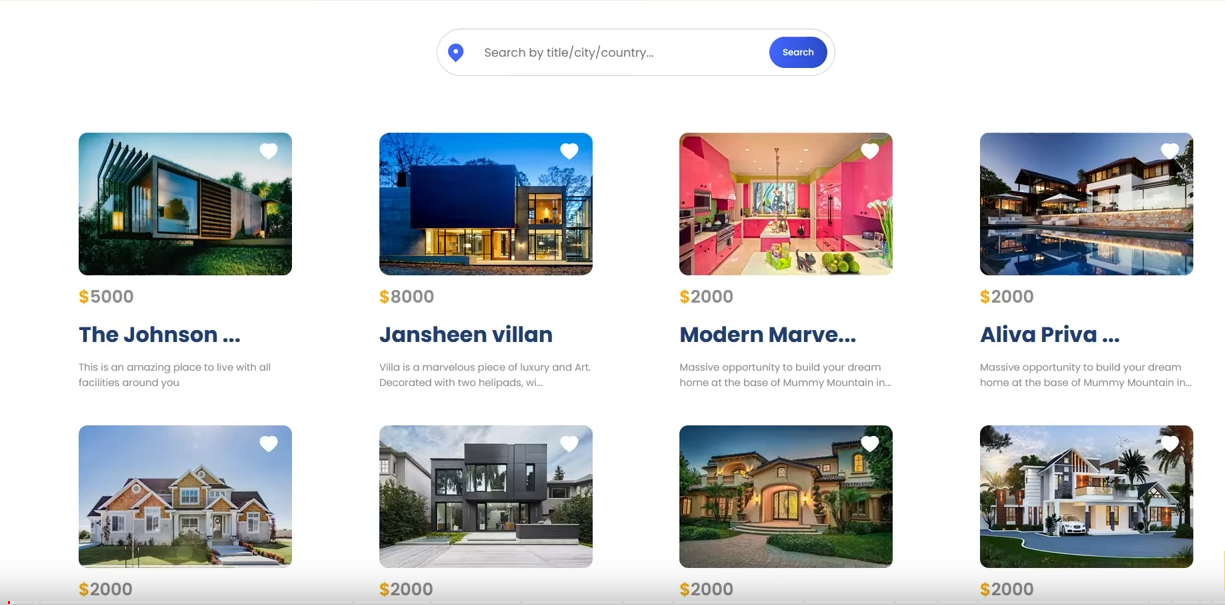 Search by title/city/country...
Search
$5000
$8000
$2000
$2000
The Johnson ...
Jansheen villan
Modern Marve...
Aliva Priva ...
This is an amazing place to live with all
facilities around you
Villa is a marvelous piece of luxury and Art.
Decorated with two helipads, wi...
Massive opportunity to build your dream
home at the base of Mummy Mountain in...
Massive opportunity to build your dream
home at the base of Mummy Mountain in...
$2000
$2000
$2000
$2000